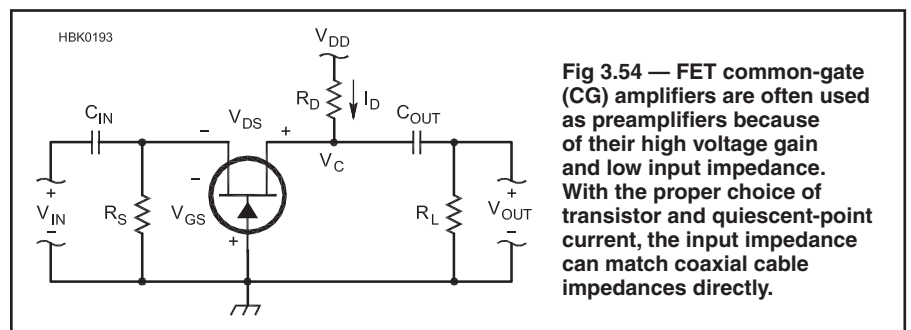 HBK0193
V_DD
R_D
I_D
C_IN
V_DS
C_OUT
−
+
V_C
−
+
V_IN
−
R_S
V_GS
+
R_L
+
V_OUT
−
Fig 3.54 — FET common-gate
(CG) amplifiers are often used
as preamplifiers because
of their high voltage gain
and low input impedance.
With the proper choice of
transistor and quiescent-point
current, the input impedance
can match coaxial cable
impedances directly.